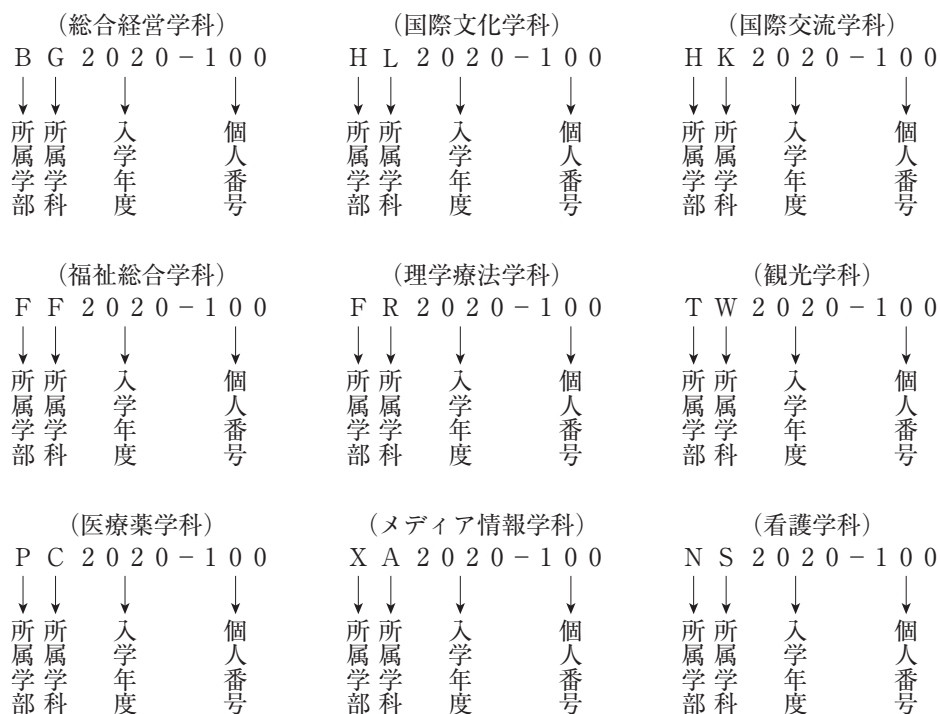 （総合経営学科）
BG2020－100
所属学部
所属学科
入学年度
個人番号
（国際文化学科）
HL2020－100
所属学部
所属学科
入学年度
個人番号
（国際交流学科）
HK2020－100
所属学部
所属学科
入学年度
個人番号
（福祉総合学科）
FF2020－100
所属学部
所属学科
入学年度
個人番号
（理学療法学科）
FR2020－100
所属学部
所属学科
入学年度
個人番号
（観光学科）
TW2020－100
所属学部
所属学科
入学年度
個人番号
（医療薬学科）
PC2020－100
所属学部
所属学科
入学年度
個人番号
（メディア情報学科）
XA2020－100
所属学部
所属学科
入学年度
個人番号
（看護学科）
NS2020－100
所属学部
所属学科
入学年度
個人番号